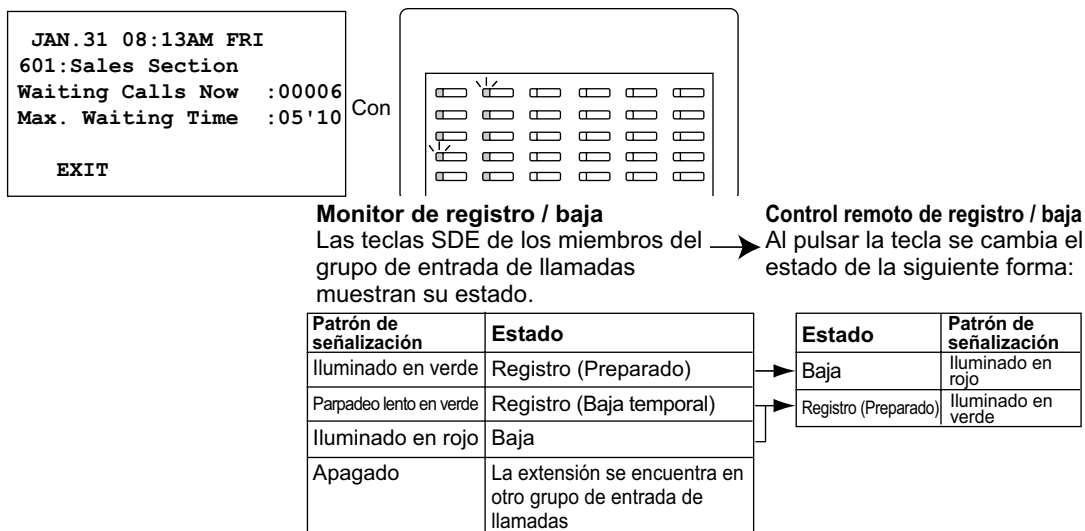 JAN.31 08:13AM FRI
601:Sales Section
Waiting Calls Now :00006
Max. Waiting Time :05'10
EXIT
Con
Monitor de registro / baja
Las teclas SDE de los miembros del
grupo de entrada de llamadas
muestran su estado.
Control remoto de registro / baja
Al pulsar la tecla se cambia el
estado de la siguiente forma:
Patrón de
señalización
Estado
Iluminado en verde
Registro (Preparado)
Parpadeo lento en verde
Registro (Baja temporal)
Iluminado en rojo
Baja
Apagado
La extensión se encuentra en
otro grupo de entrada de
llamadas
Estado
Patrón de
señalización
Baja
Iluminado en
rojo
Registro (Preparado)
Iluminado en
verde